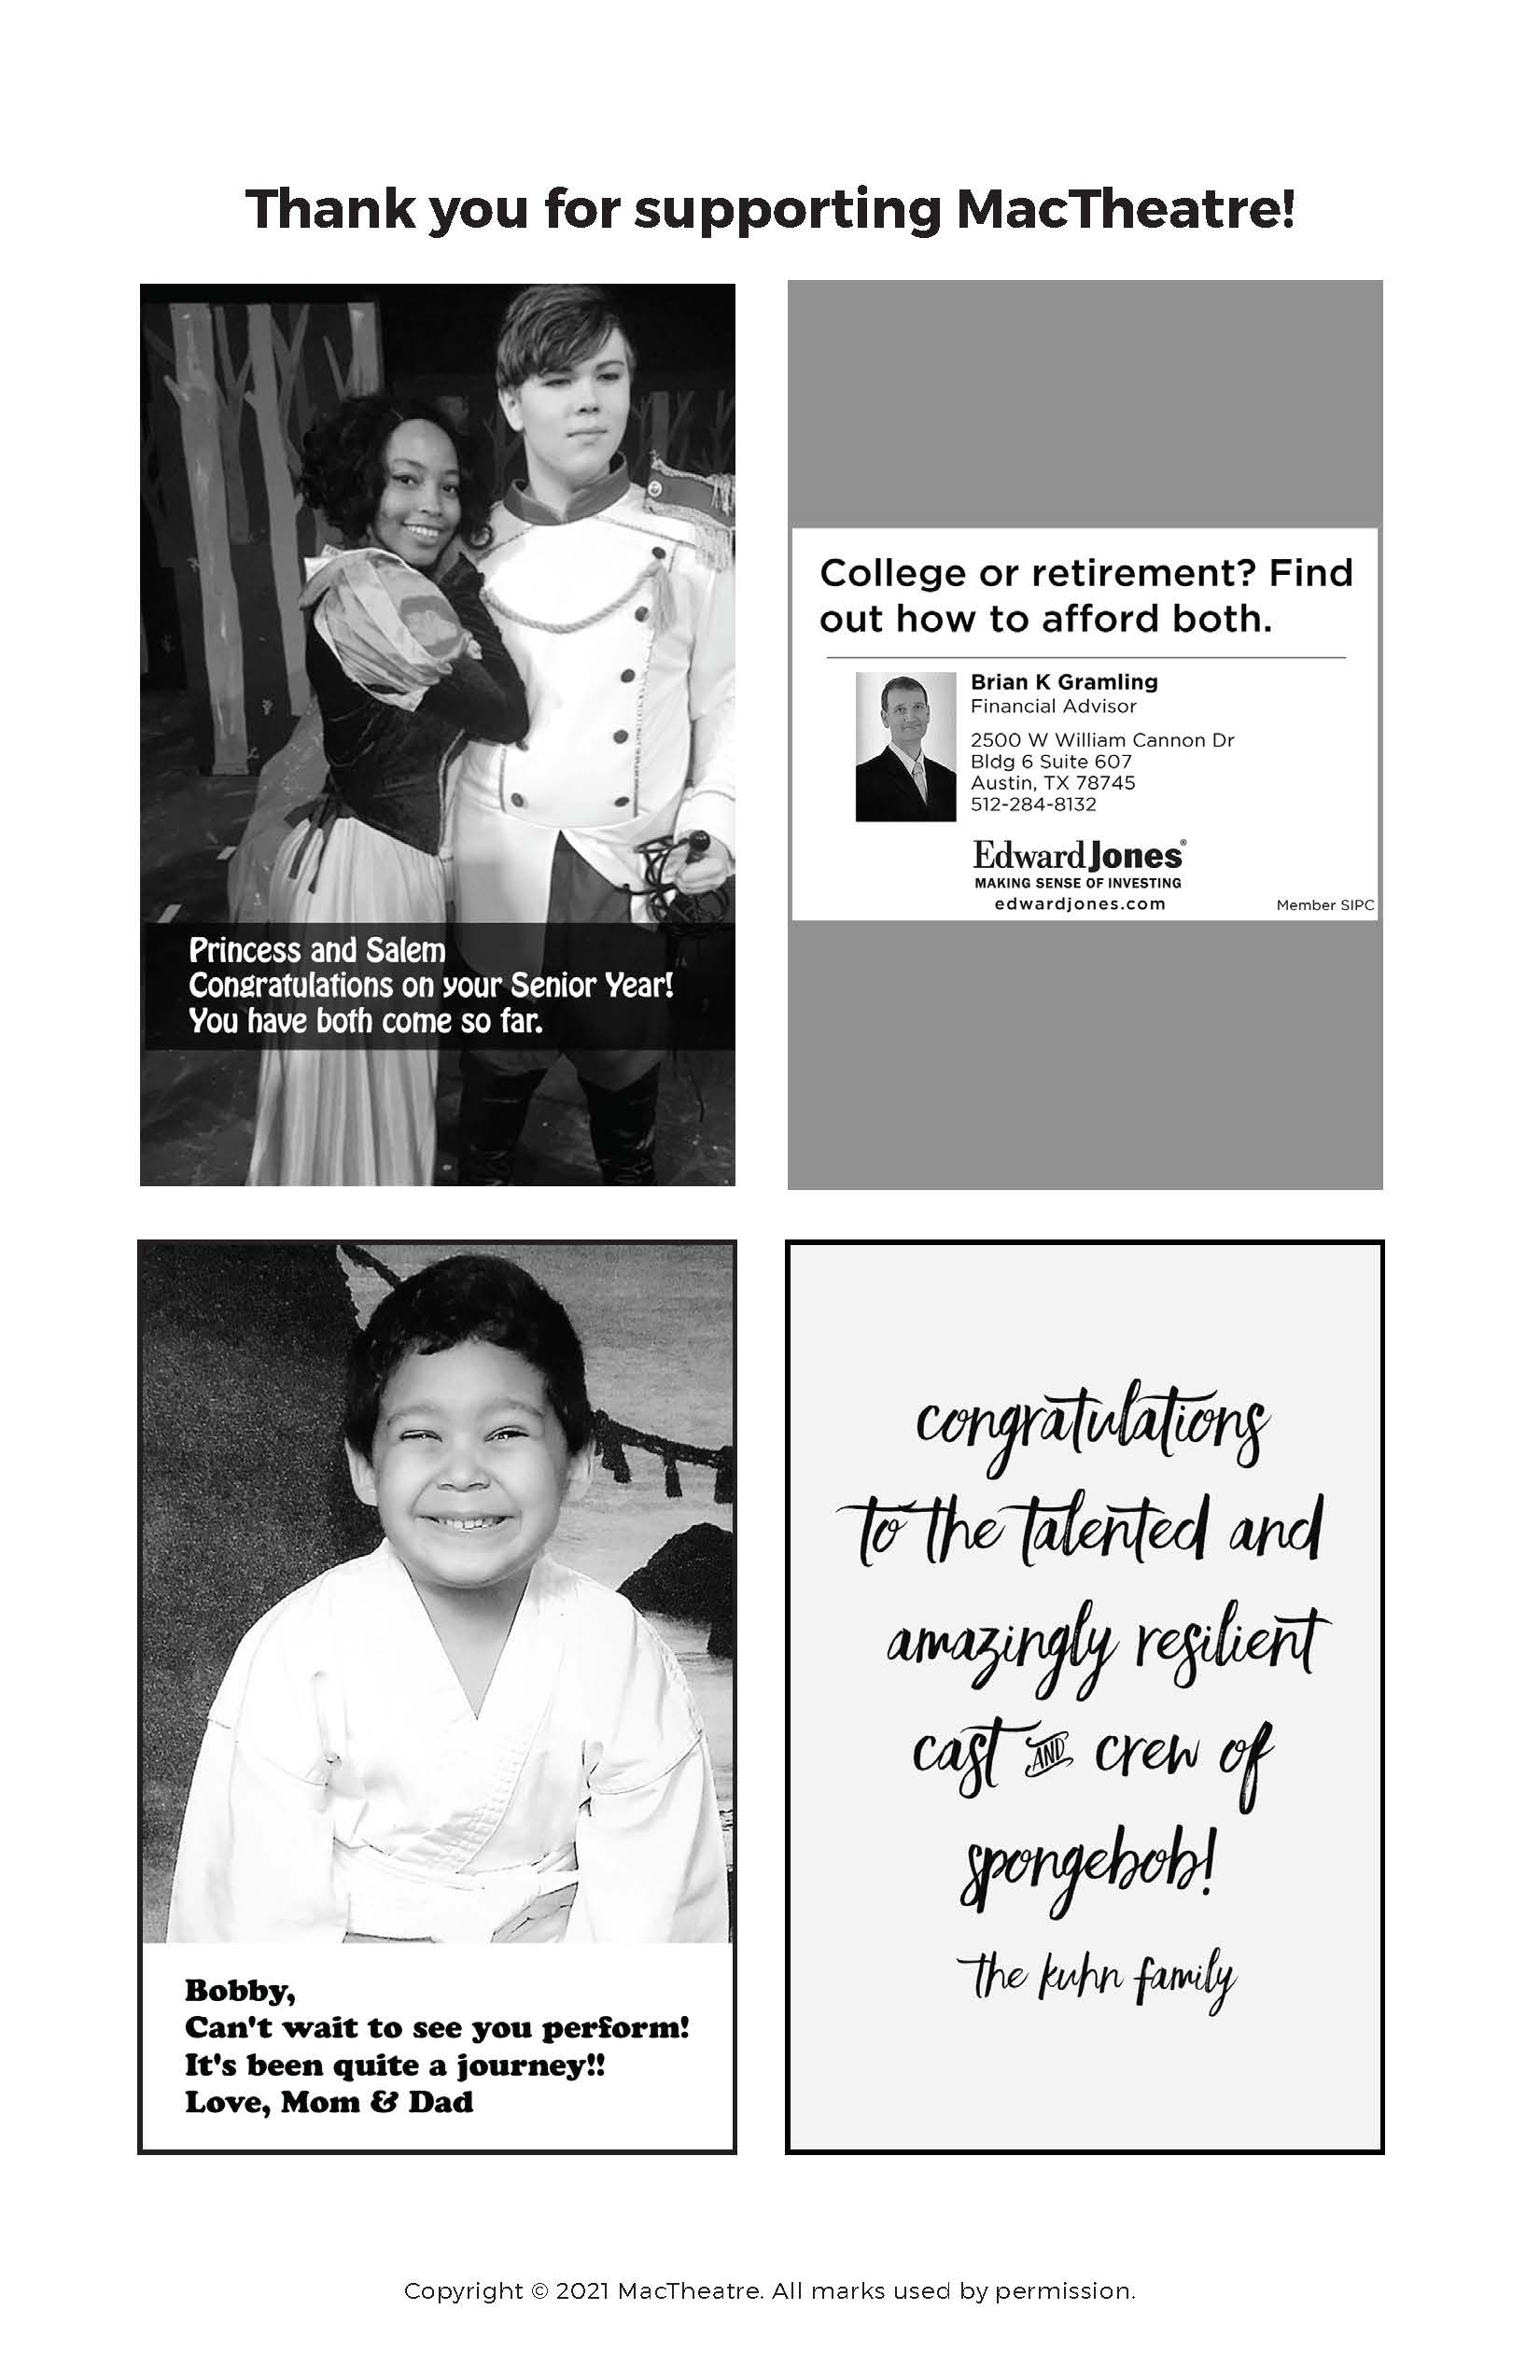 Thank you for supporting MacTheatre!
Princess and Salem
Congratulations on your Senior Year!
You have both come so far.
College or retirement? Find
out how to afford both.
Brian K Gramling
Financial Advisor
2500 W William Cannon Dr
Bldg 6 Suite 607
Austin, TX 78745
512-284-8132
Edward Jones®
MAKING SENSE OF INVESTING
edwardjones.com
Member SIPC
Bobby,
Can't wait to see you perform!
It's been quite a journey!!
Love, Mom & Dad
congratulations
to the talented and
amazingly resilient
cast AND crew of
spongebob!
the kuhn family
Copyright © 2021 MacTheatre. All marks used by permission.